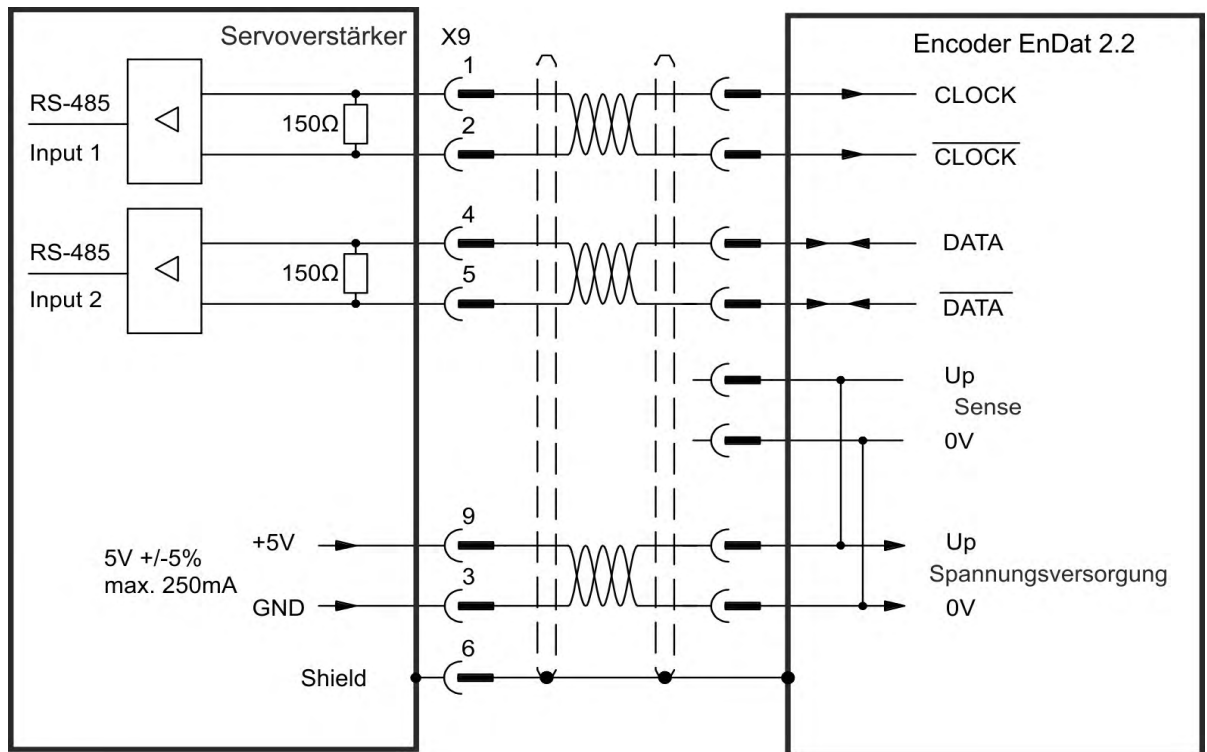 Servoverstärker
X9
Encoder EnDat 2.2
RS-485
Input 1
150Ω
1
2
CLOCK
C̅L̅O̅C̅K̅
RS-485
Input 2
150Ω
4
5
DATA
D̅A̅T̅A̅
Up
Sense
0V
5V +/-5%
max. 250mA
+5V
GND
9
3
Up
Spannungsversorgung
0V
Shield
6